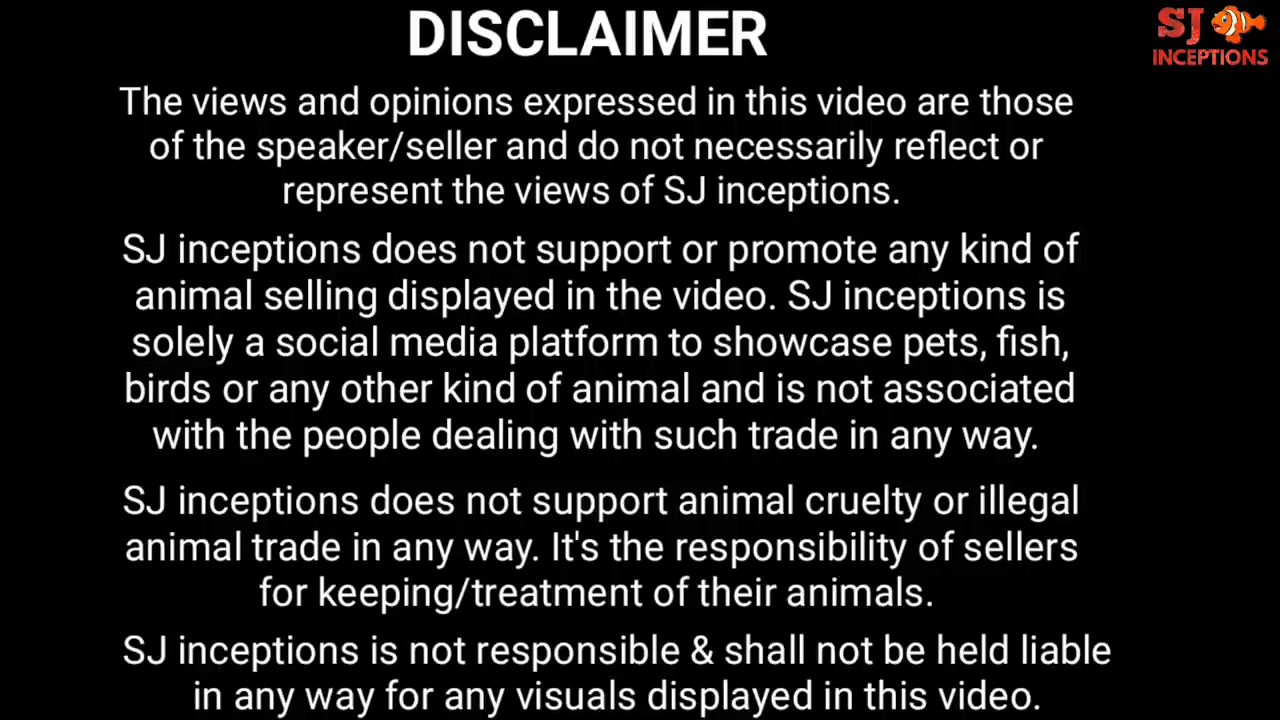 DISCLAIMER
SJ
INCEPTIONS
The views and opinions expressed in this video are those
of the speaker/seller and do not necessarily reflect or
represent the views of SJ inceptions.
SJ inceptions does not support or promote any kind of
animal selling displayed in the video. SJ inceptions is
solely a social media platform to showcase pets, fish,
birds or any other kind of animal and is not associated
with the people dealing with such trade in any way.
SJ inceptions does not support animal cruelty or illegal
animal trade in any way. It's the responsibility of sellers
for keeping/treatment of their animals.
SJ inceptions is not responsible & shall not be held liable
in any way for any visuals displayed in this video.